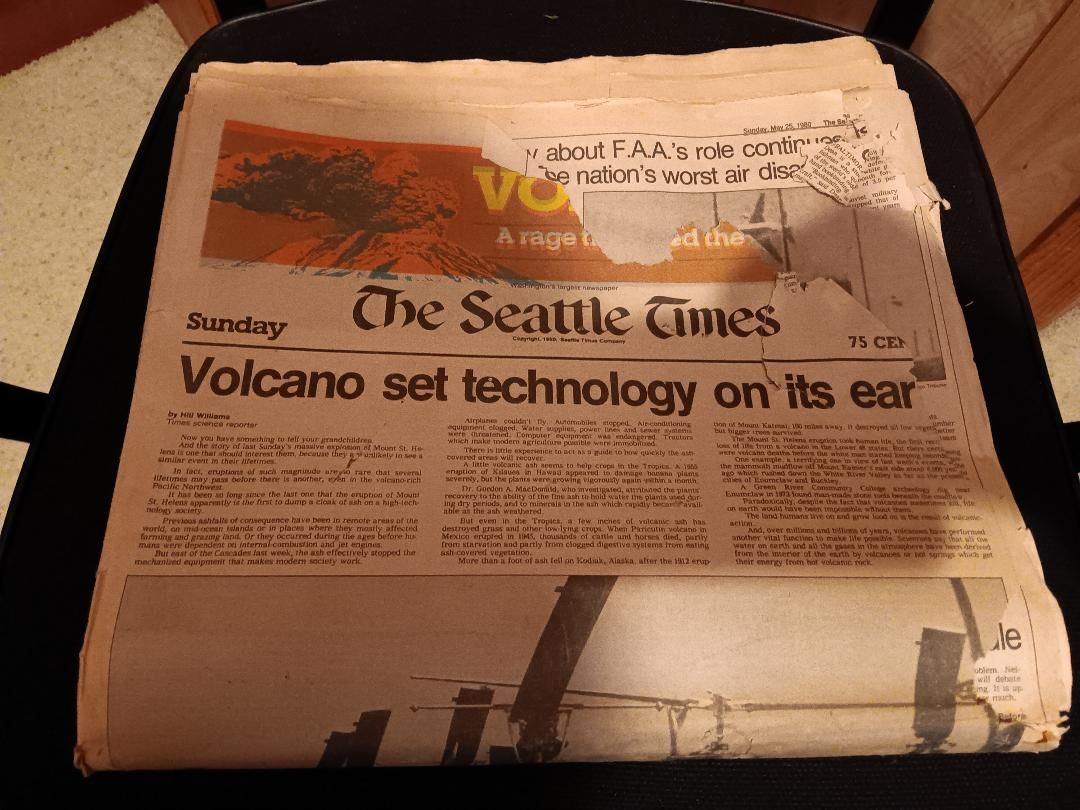 Sunday, May 25, 1980
about F.A.A.'s role continues
nation's worst air
VO
A rage
ed the
Washington's largest newspaper
Sunday
The Seattle Times
Copyright, 1980, Seattle Times Company
75 CEN
Volcano set technology on its ear
by Hill Williams
Times science reporter
Now you have something to tell your grandchildren.
And the story of last Sunday's massive explosion of Mount St. He-
lens is one that should interest them, because they are unlikely to see a
similar event in their lifetimes.
In fact, eruptions of such magnitude are so rare that several
lifetimes may pass before there is another, even in the volcano-rich
Pacific Northwest.
It has been so long since the last one that the eruption of Mount
St. Helens apparently is the first to dump a cloak of ash on a high-tech-
nology society.
Previous ashfalls of consequence have been in remote areas of the
world, on mid-ocean islands or in places where they mostly affected
farming and grazing land. Or they occurred during the ages before hu-
mans were dependent on internal-combustion and jet engines.
But east of the Cascades last week, the ash effectively stopped the
mechanized equipment that makes modern society work.
Airplanes couldn't fly. Automobiles stopped. Air-conditioning
equipment clogged. Water supplies, power lines and sewer systems
were threatened. Computer equipment was endangered. Tractors
which make modern agriculture possible were immobilized.
There is little experience to act as a guide to how quickly the ash-
covered areas will recover.
A little volcanic ash seems to help crops in the Tropics. A 1955
eruption of Kilauea in Hawaii appeared to damage bean plants
severely, but the plants were growing vigorously again within a month.
Dr. Gordon A. MacDonald, who investigated, attributed the plants'
recovery to the ability of the fine ash to hold water the plants used dur-
ing dry periods, and to minerals in the ash which rapidly became avail-
able as the ash weathered.
But even in the Tropics, a few inches of volcanic ash has
destroyed grass and other low-lying crops. When Paricutin volcano in
Mexico erupted in 1945, thousands of cattle and horses died, partly
from starvation and partly from clogged digestive systems from eating
ash-covered vegetation.
More than a foot of ash fell on Kodiak, Alaska, after the 1912 erup-
tion of Mount Katmai, 100 miles away. It destroyed all low vegetation
but bigger trees survived.
The Mount St. Helens eruption took human life, the first
loss of life from a volcano in the Lower 48 states. But there
were volcano deaths before the white man started keeping
One example, a terrifying one in view of last week's events,
the mammoth mudflow off Mount Rainier's east side about
ago which rushed down the White River Valley as far as the
cities of Enumclaw and Buckley.
A Green River Community College archeology
Enumclaw in 1973 found man-made stone tools beneath the
Paradoxically, despite the fact that volcanoes life, life
on earth would have been impossible without them.
The land humans live on and grow food on is the result of volcanic
action.
And, over millions and billions of years, volcanoes have performed
another vital function to make life possible. Scientists say that all the
water on earth and all the gases in the atmosphere have been derived
from the interior of the earth by volcanoes or hot springs which get
their energy from hot volcanic rock.
will debate
It is up
much.